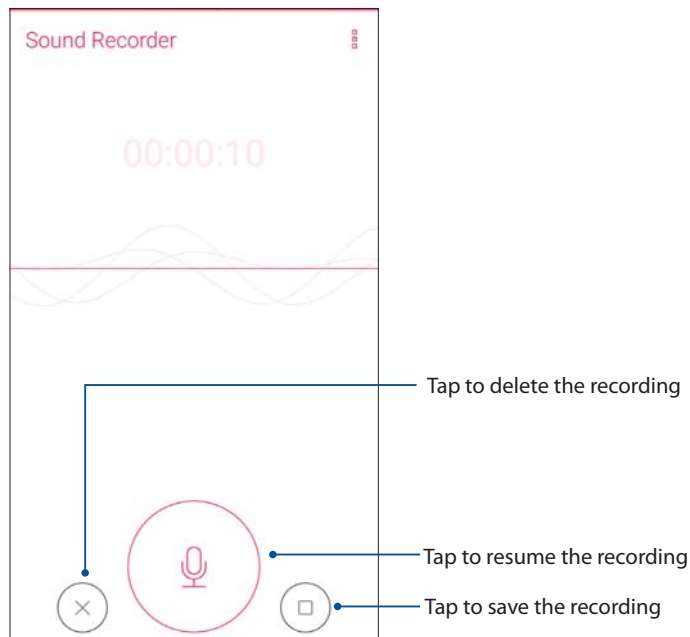 Sound Recorder
00:00:10
Tap to delete the recording
Tap to resume the recording
Tap to save the recording